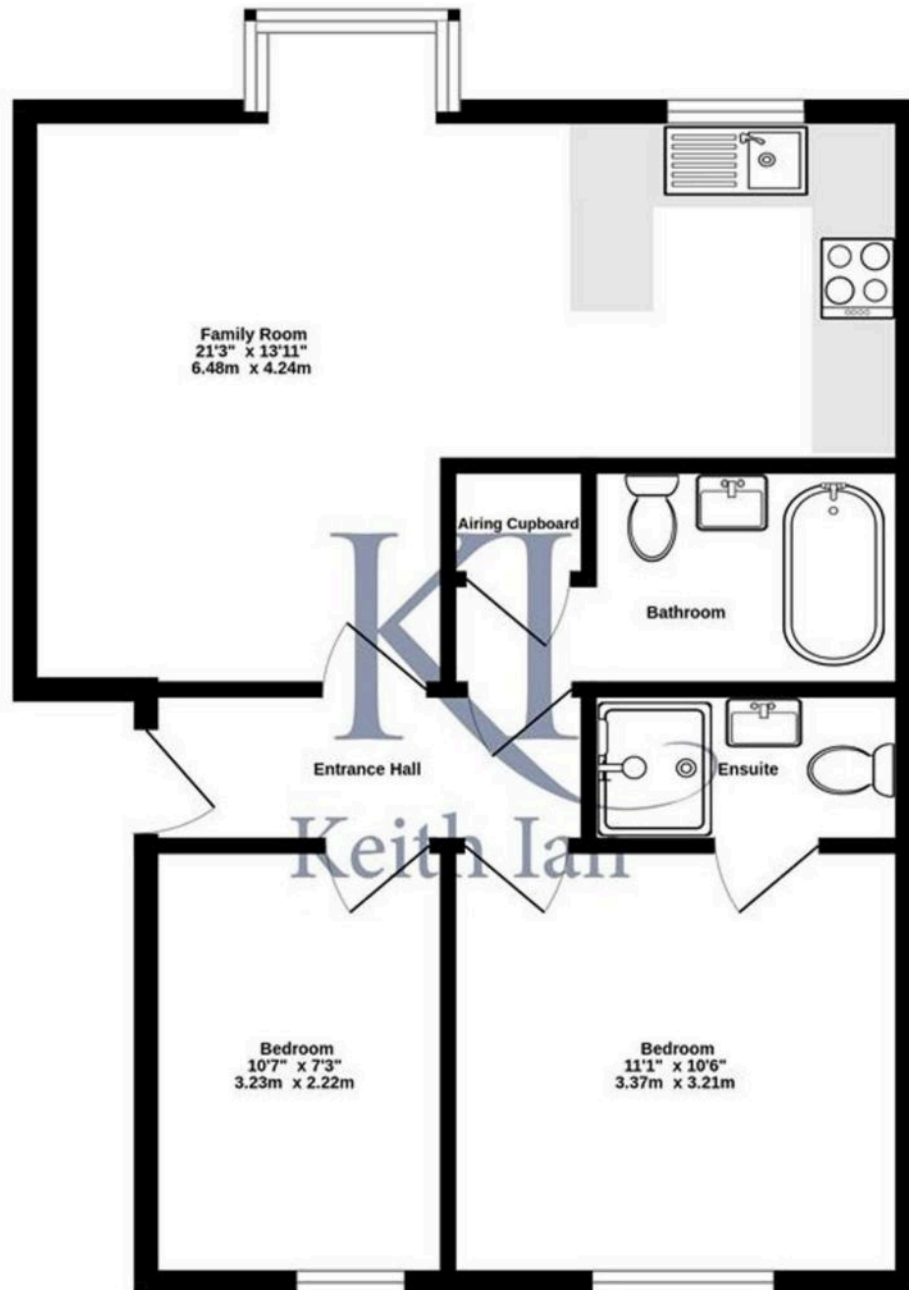 Family Room
21'3" x 13'11"
6.48m x 4.24m
Airing Cupboard
Bathroom
KI
Entrance Hall
Ensuite
Keith Ian
Bedroom
10'7" x 7'3"
3.23m x 2.22m
Bedroom
11'1" x 10'6"
3.37m x 3.21m